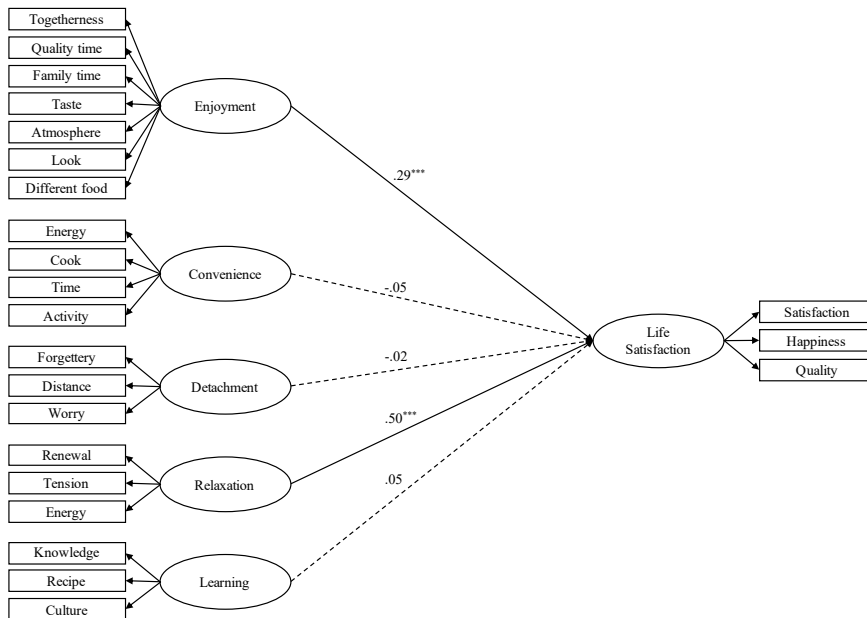 Togetherness
Quality time
Family time
Taste
Atmosphere
Look
Different food
Enjoyment
.29***
Energy
Cook
Time
Activity
Convenience
-.05
Forgettery
Distance
Worry
Detachment
-.02
Renewal
Tension
Energy
Relaxation
.50***
Knowledge
Recipe
Culture
Learning
.05
Life
Satisfaction
Satisfaction
Happiness
Quality